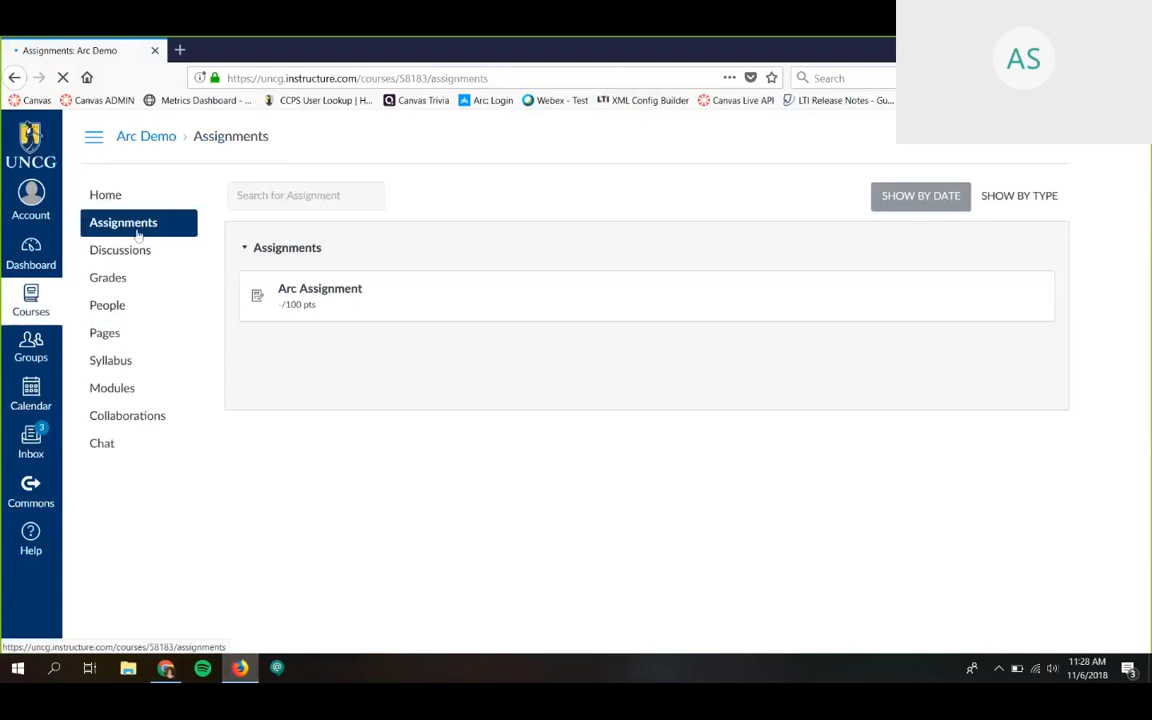 Assignments: Arc Demo
AS
https://uncg.instructure.com/courses/58183/assignments
Search
Canvas
Canvas ADMIN
Metrics Dashboard - ...
CCPS User Lookup | H...
Canvas Trivia
Arc: Login
Webex - Test
LTI XML Config Builder
Canvas Live API
LTI Release Notes - Gu...
UNCG
Arc Demo › Assignments
Account
Dashboard
Courses
Groups
Calendar
3
Inbox
Commons
Help
Home
Assignments
Discussions
Grades
People
Pages
Syllabus
Modules
Collaborations
Chat
Search for Assignment
SHOW BY DATE
SHOW BY TYPE
Assignments
Arc Assignment
-/100 pts
https://uncg.instructure.com/courses/58183/assignments
11:28 AM
11/6/2018
3